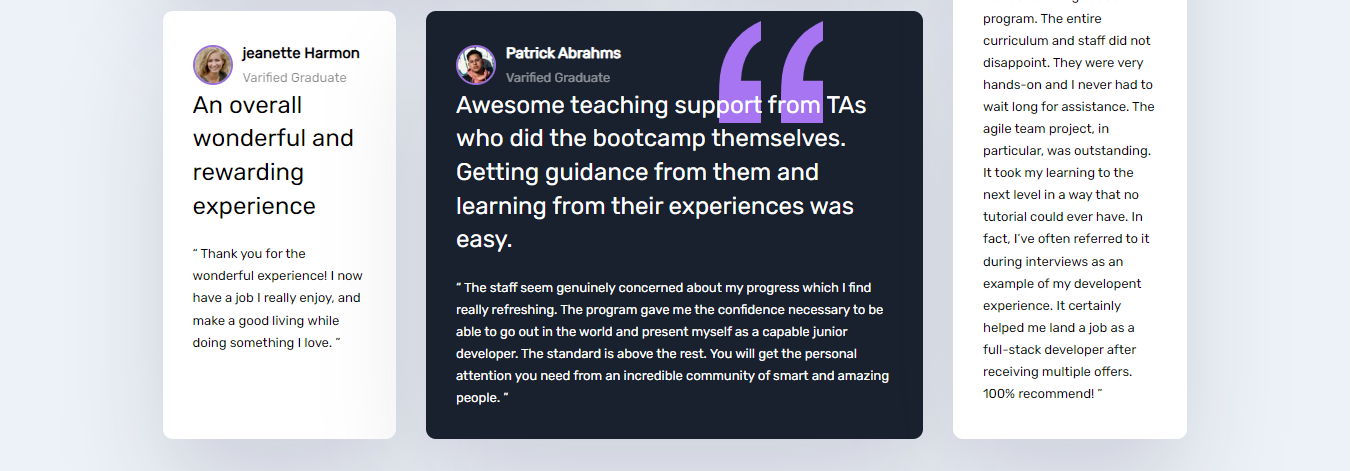 jeanette Harmon
Varified Graduate
An overall
wonderful and
rewarding
experience
“ Thank you for the
wonderful experience! I now
have a job I really enjoy, and
make a good living while
doing something I love. ”
Patrick Abrahms
Varified Graduate
Awesome teaching support from TAs
who did the bootcamp themselves.
Getting guidance from them and
learning from their experiences was
easy.
“ The staff seem genuinely concerned about my progress which I find
really refreshing. The program gave me the confidence necessary to be
able to go out in the world and present myself as a capable junior
developer. The standard is above the rest. You will get the personal
attention you need from an incredible community of smart and amazing
people. ”
program. The entire
curriculum and staff did not
disappoint. They were very
hands-on and I never had to
wait long for assistance. The
agile team project, in
particular, was outstanding.
It took my learning to the
next level in a way that no
tutorial could ever have. In
fact, I’ve often referred to it
during interviews as an
example of my developent
experience. It certainly
helped me land a job as a
full-stack developer after
receiving multiple offers.
100% recommend! ”